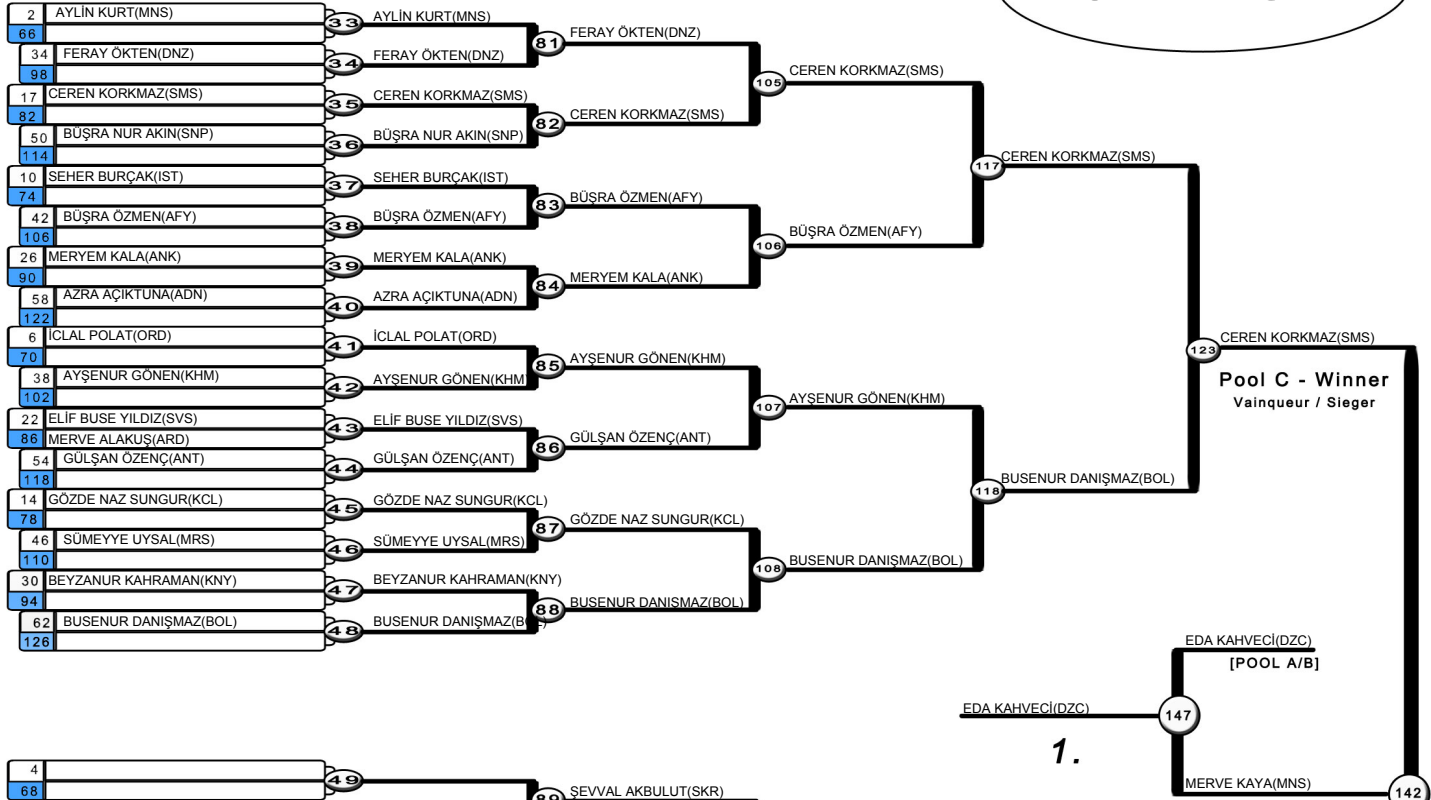 2 AYLİN KURT(MNS)
66
33 AYLİN KURT(MNS)
34 FERAY ÖKTEN(DNZ)
98
34 FERAY ÖKTEN(DNZ)
81 FERAY ÖKTEN(DNZ)
17 CEREN KORKMAZ(SMS)
82
35 CEREN KORKMAZ(SMS)
50 BÜŞRA NUR AKIN(SNP)
114
36 BÜŞRA NUR AKIN(SNP)
82 CEREN KORKMAZ(SMS)
105 CEREN KORKMAZ(SMS)
10 SEHER BURÇAK(IST)
74
37 SEHER BURÇAK(IST)
42 BÜŞRA ÖZMEN(AFY)
106
38 BÜŞRA ÖZMEN(AFY)
83 BÜŞRA ÖZMEN(AFY)
26 MERYEM KALA(ANK)
90
39 MERYEM KALA(ANK)
58 AZRA AÇIKTUNA(ADN)
122
40 AZRA AÇIKTUNA(ADN)
84 MERYEM KALA(ANK)
106 BÜŞRA ÖZMEN(AFY)
117 CEREN KORKMAZ(SMS)
6 İCLAL POLAT(ORD)
70
41 İCLAL POLAT(ORD)
38 AYŞENUR GÖNEN(KHM)
102
42 AYŞENUR GÖNEN(KHM
85 AYŞENUR GÖNEN(KHM)
22 ELİF BUSE YILDIZ(SVS)
86 MERVE ALAKUŞ(ARD)
43 ELİF BUSE YILDIZ(SVS)
54 GÜLŞAN ÖZENÇ(ANT)
118
44 GÜLŞAN ÖZENÇ(ANT)
86 GÜLŞAN ÖZENÇ(ANT)
107 AYŞENUR GÖNEN(KHM)
14 GÖZDE NAZ SUNGUR(KCL)
78
45 GÖZDE NAZ SUNGUR(KCL)
46 SÜMEYYE UYSAL(MRS)
110
46 SÜMEYYE UYSAL(MRS)
87 GÖZDE NAZ SUNGUR(KCL)
30 BEYZANUR KAHRAMAN(KNY)
94
47 BEYZANUR KAHRAMAN(KNY)
62 BUSENUR DANIŞMAZ(BOL)
126
48 BUSENUR DANIŞMAZ(BOL)
88 BUSENUR DANIŞMAZ(BOL)
108 BUSENUR DANIŞMAZ(BOL)
118 BUSENUR DANIŞMAZ(BOL)
123 CEREN KORKMAZ(SMS)
Pool C - Winner
Vainqueur / Sieger
EDA KAHVECİ(DZC)
[POOL A/B]
EDA KAHVECİ(DZC)
147
1.
MERVE KAYA(MNS)
142
4
68
49
89 ŞEVVAL AKBULUT(SKR)